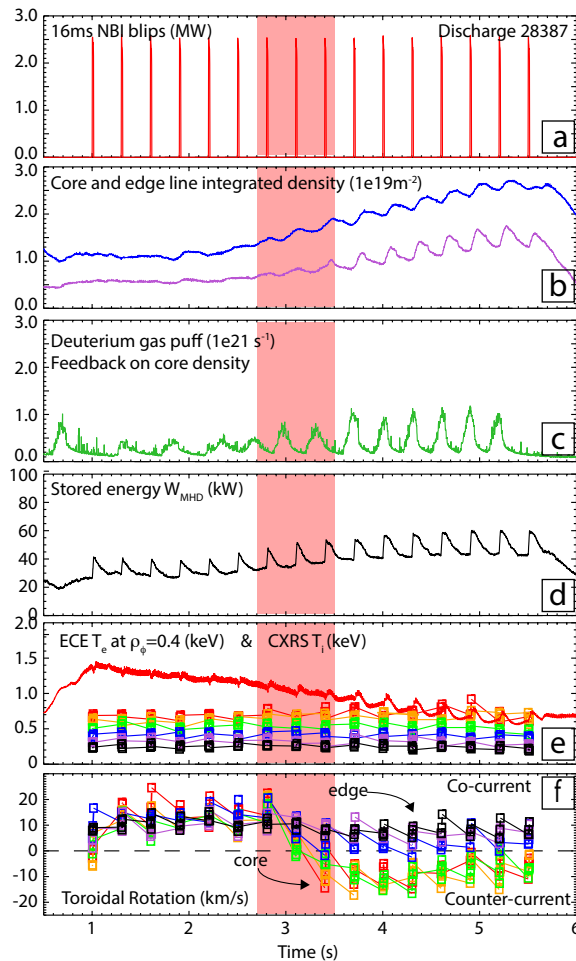 3.0
16ms NBI blips (MW) Discharge 28387
2.0
1.0
0.0
a
3.0
Core and edge line integrated density (1e19m-2)
2.0
1.0
0.0
b
3.0
Deuterium gas puff (1e21 s-1)
Feedback on core density
2.0
1.0
0.0
c
100
Stored energy WMHD (kW)
80
60
40
20
0
d
2.0
ECE Te at ρϕ=0.4 (keV) & CXRS Ti (keV)
1.5
1.0
0.5
0.0
e
20
10
0
-10
-20
edge
Co-current
f
core
Toroidal Rotation (km/s)
Counter-current
1 2 3 4 5 6
Time (s)